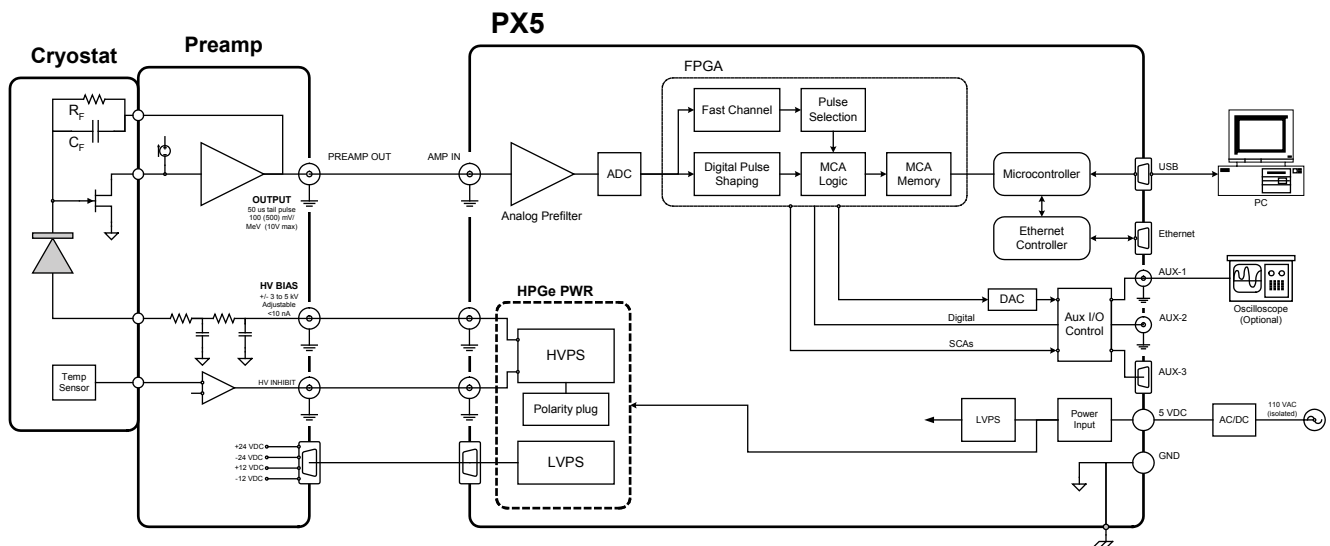 PX5
Cryostat
Preamp
FPGA
R_F
C_F
Fast Channel
Pulse
Selection
PREAMP OUT
AMP IN
ADC
Digital Pulse
Shaping
MCA
Logic
MCA
Memory
Microcontroller
USB
PC
Analog Prefilter
OUTPUT
50 us tail pulse
100 (500) mV/
MeV (10V max)
Ethernet
Controller
Ethernet
HV BIAS
+/- 3 to 5 kV
Adjustable
<10 nA
HPGe PWR
AUX-1
DAC
Oscilloscope
(Optional)
Digital
Aux I/O
Control
AUX-2
SCAs
HVPS
AUX-3
Temp
Sensor
HV INHIBIT
Polarity plug
LVPS
Power
Input
5 VDC
AC/DC
110 VAC
(isolated)
+24 VDC
-24 VDC
+12 VDC
-12 VDC
LVPS
GND